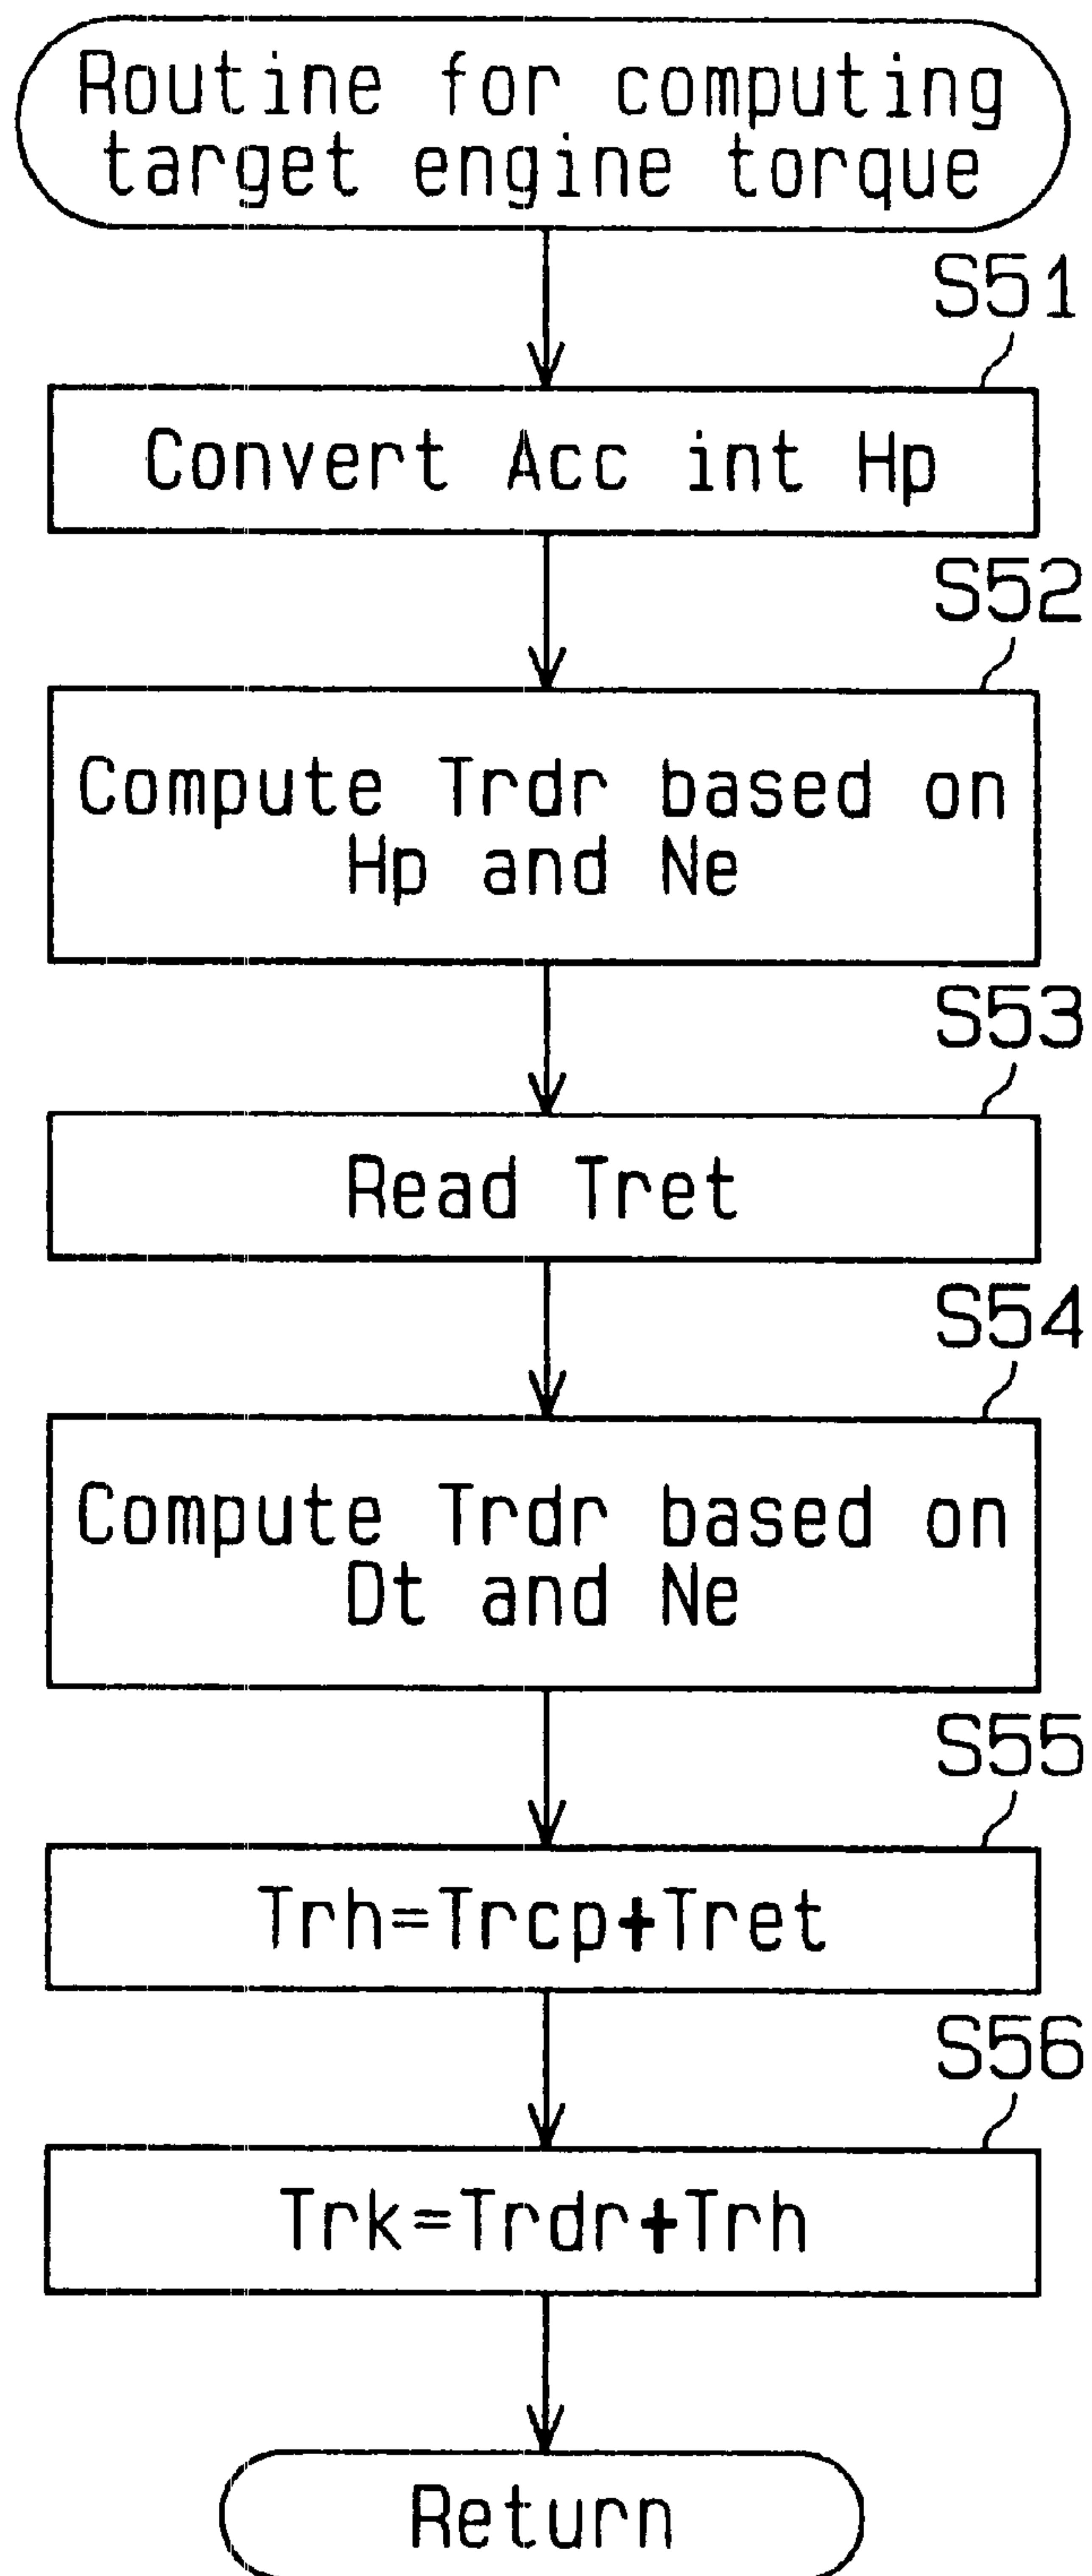 Routine for computing
target engine torque
S51
Convert Acc int Hp
S52
Compute Trdr based on
Hp and Ne
S53
Read Tret
S54
Compute Trdr based on
Dt and Ne
S55
Trh=Trcp+Tret
S56
Trk=Trdr+Trh
Return